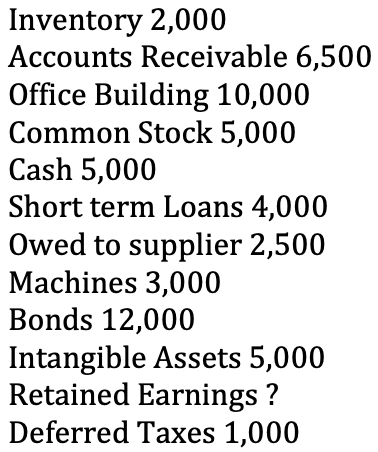 Inventory 2,000
Accounts Receivable 6,500
Office Building 10,000
Common Stock 5,000
Cash 5,000
Short term Loans 4,000
Owed to supplier 2,500
Machines 3,000
Bonds 12,000
Intangible Assets 5,000
Retained Earnings ?
Deferred Taxes 1,000